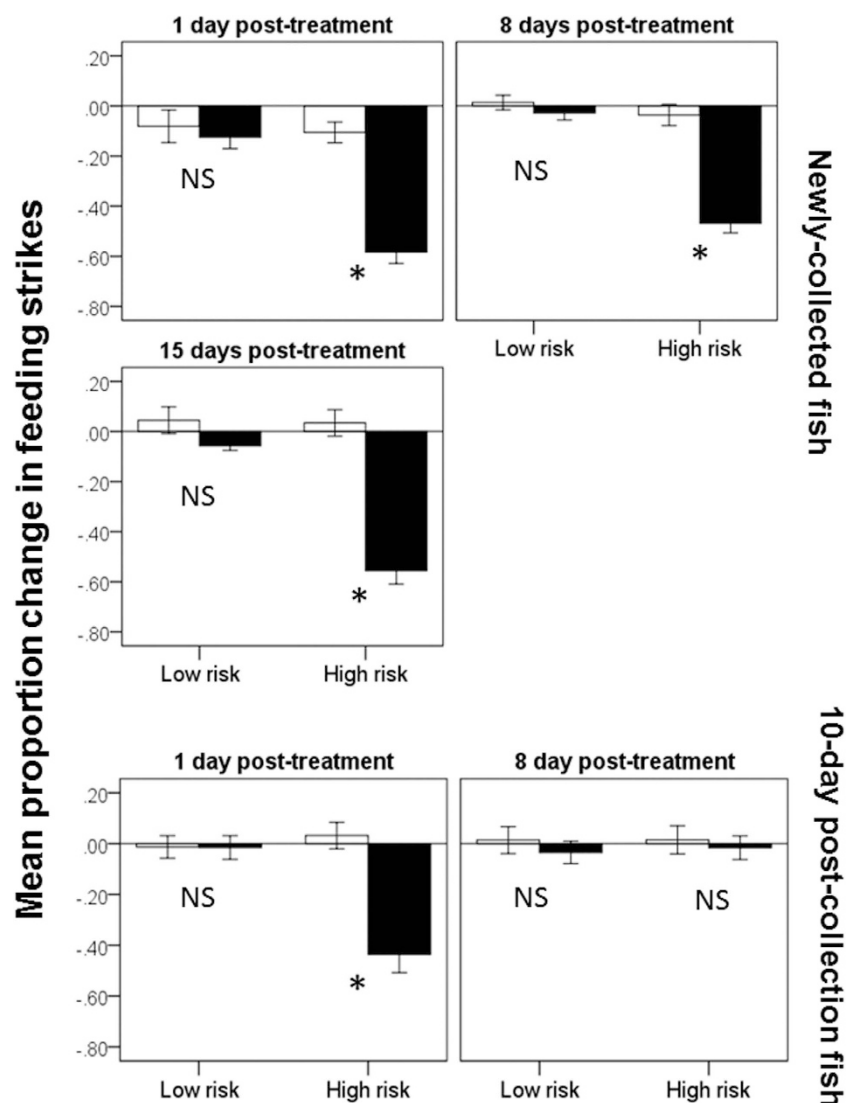 Mean proportion change in feeding strikes
1 day post-treatment
.20
.00
-.20
-.40
-.60
-.80
NS
*
8 days post-treatment
NS
*
Low risk
High risk
Newly-collected fish
15 days post-treatment
.20
.00
-.20
-.40
-.60
-.80
NS
*
Low risk
High risk
1 day post-treatment
.20
.00
-.20
-.40
-.60
-.80
NS
*
Low risk
High risk
8 day post-treatment
NS
NS
Low risk
High risk
10-day post-collection fish